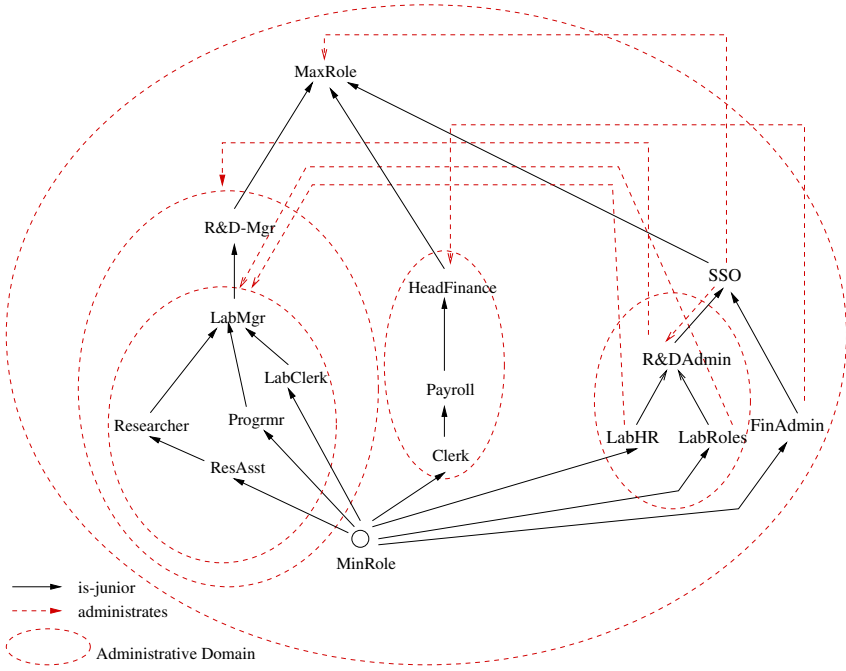 MaxRole
R&D-Mgr
SSO
HeadFinance
LabMgr
R&DAdmin
LabClerk
Payroll
Researcher
Progrmr
FinAdmin
LabHR
LabRoles
Clerk
ResAsst
MinRole
is-junior
administrates
Administrative Domain